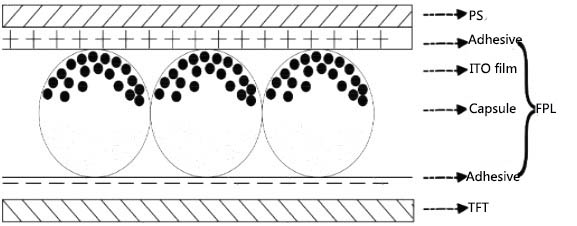 PS
Adhesive
ITO film
Capsule
FPL
Adhesive
TFT